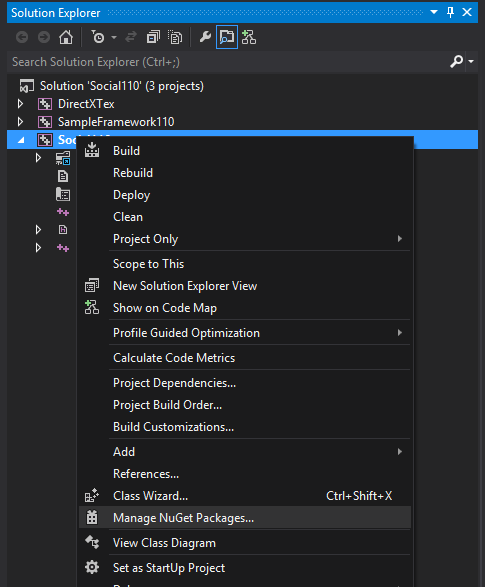 Solution Explorer
Search Solution Explorer (Ctrl+;)
Solution 'Social110' (3 projects)
DirectXTex
SampleFramework110
Build
Rebuild
Deploy
Clean
Project Only
Scope to This
New Solution Explorer View
Show on Code Map
Profile Guided Optimization
Calculate Code Metrics
Project Dependencies...
Project Build Order...
Build Customizations...
Add
References...
Class Wizard... Ctrl+Shift+X
Manage NuGet Packages...
View Class Diagram
Set as StartUp Project